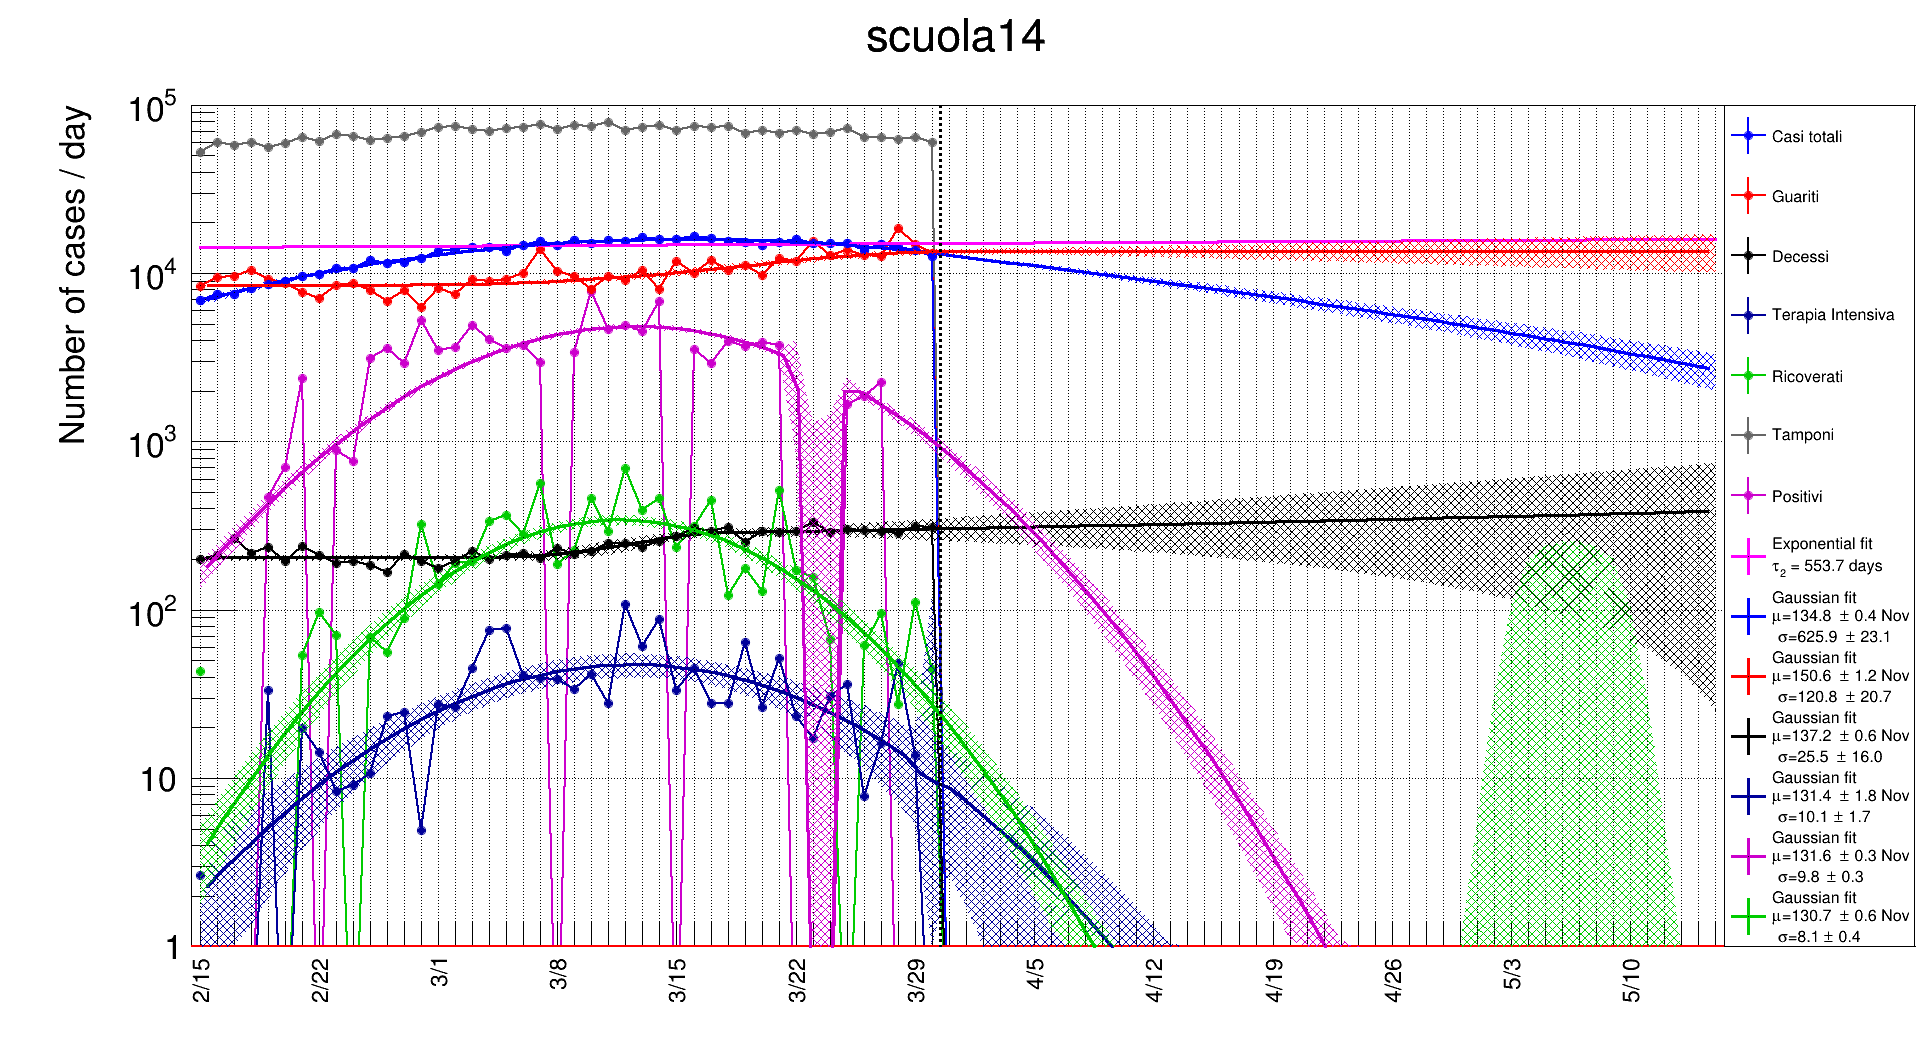 scuola14
Number of cases / day
10^5
10^4
10^3
10^2
10
1
2/15
2/22
3/1
3/8
3/15
3/22
3/29
4/5
4/12
4/19
4/26
5/3
5/10
Casi totali
Guariti
Decessi
Terapia Intensiva
Ricoverati
Tamponi
Positivi
Exponential fit
τ₂ = 553.7 days
Gaussian fit
μ=134.8 ± 0.4 Nov
σ=625.9 ± 23.1
Gaussian fit
μ=150.6 ± 1.2 Nov
σ=120.8 ± 20.7
Gaussian fit
μ=137.2 ± 0.6 Nov
σ=25.5 ± 16.0
Gaussian fit
μ=131.4 ± 1.8 Nov
σ=10.1 ± 1.7
Gaussian fit
μ=131.6 ± 0.3 Nov
σ=9.8 ± 0.3
Gaussian fit
μ=130.7 ± 0.6 Nov
σ=8.1 ± 0.4